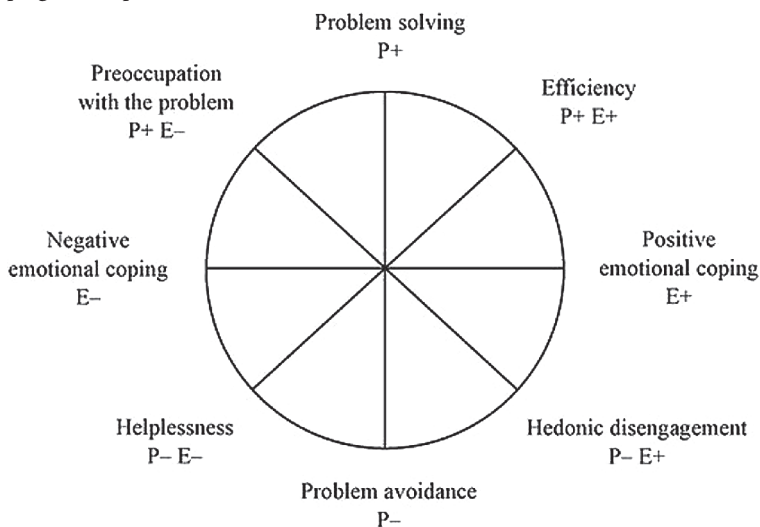 Problem solving
P+
Preoccupation
with the problem
P+ E–
Efficiency
P+ E+
Negative
emotional coping
E–
Positive
emotional coping
E+
Helplessness
P– E–
Hedonic disengagement
P– E+
Problem avoidance
P–